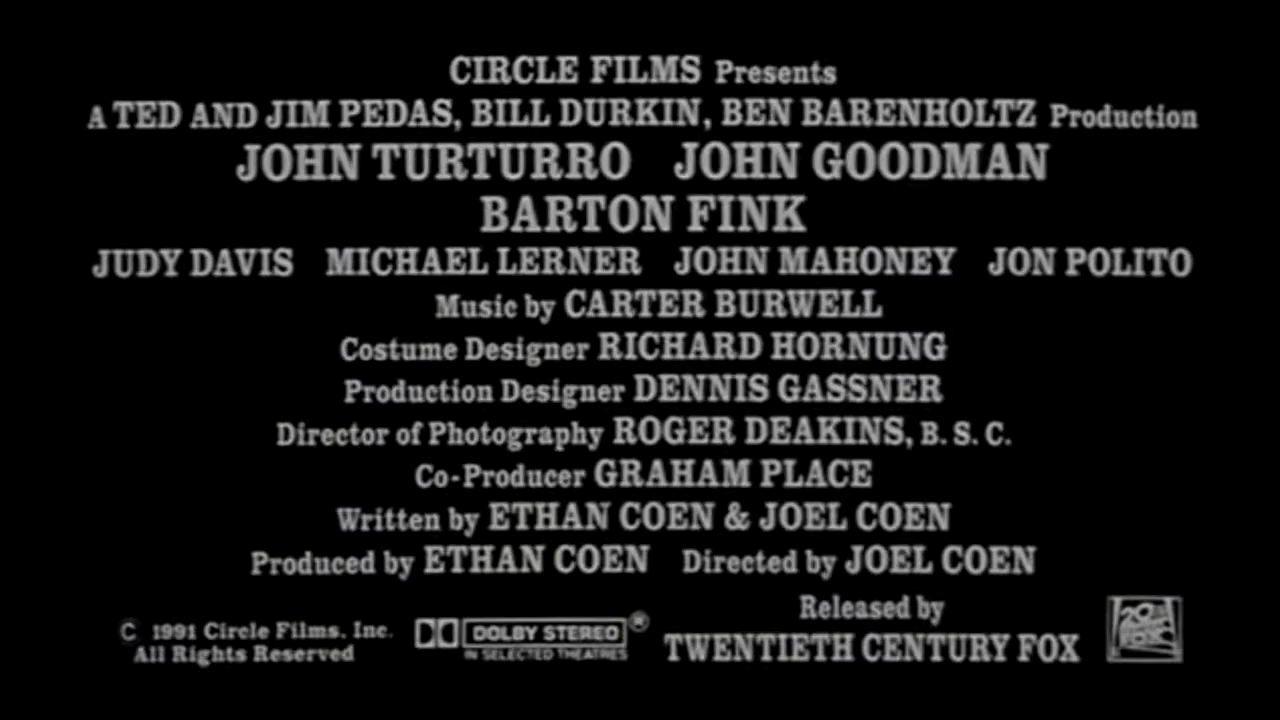 CIRCLE FILMS Presents
A TED AND JIM PEDAS, BILL DURKIN, BEN BARENHOLTZ Production
JOHN TURTURRO JOHN GOODMAN
BARTON FINK
JUDY DAVIS MICHAEL LERNER JOHN MAHONEY JON POLITO
Music by CARTER BURWELL
Costume Designer RICHARD HORNUNG
Production Designer DENNIS GASSNER
Director of Photography ROGER DEAKINS, B. S. C.
Co-Producer GRAHAM PLACE
Written by ETHAN COEN & JOEL COEN
Produced by ETHAN COEN Directed by JOEL COEN
Released by
TWENTIETH CENTURY FOX
C 1991 Circle Films, Inc.
All Rights Reserved
DOLBY STEREO ®
IN SELECTED THEATRES
20
FOX